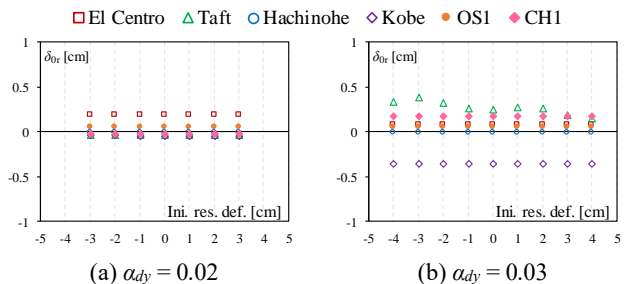 El Centro Taft Hachinohe Kobe OS1 CH1
δ0r [cm]
1
0.5
0
-0.5
-1
Ini. res. def. [cm]
-5 -4 -3 -2 -1 0 1 2 3 4 5
(a) αdy = 0.02
δ0r [cm]
1
0.5
0
-0.5
-1
Ini. res. def. [cm]
-5 -4 -3 -2 -1 0 1 2 3 4 5
(b) αdy = 0.03